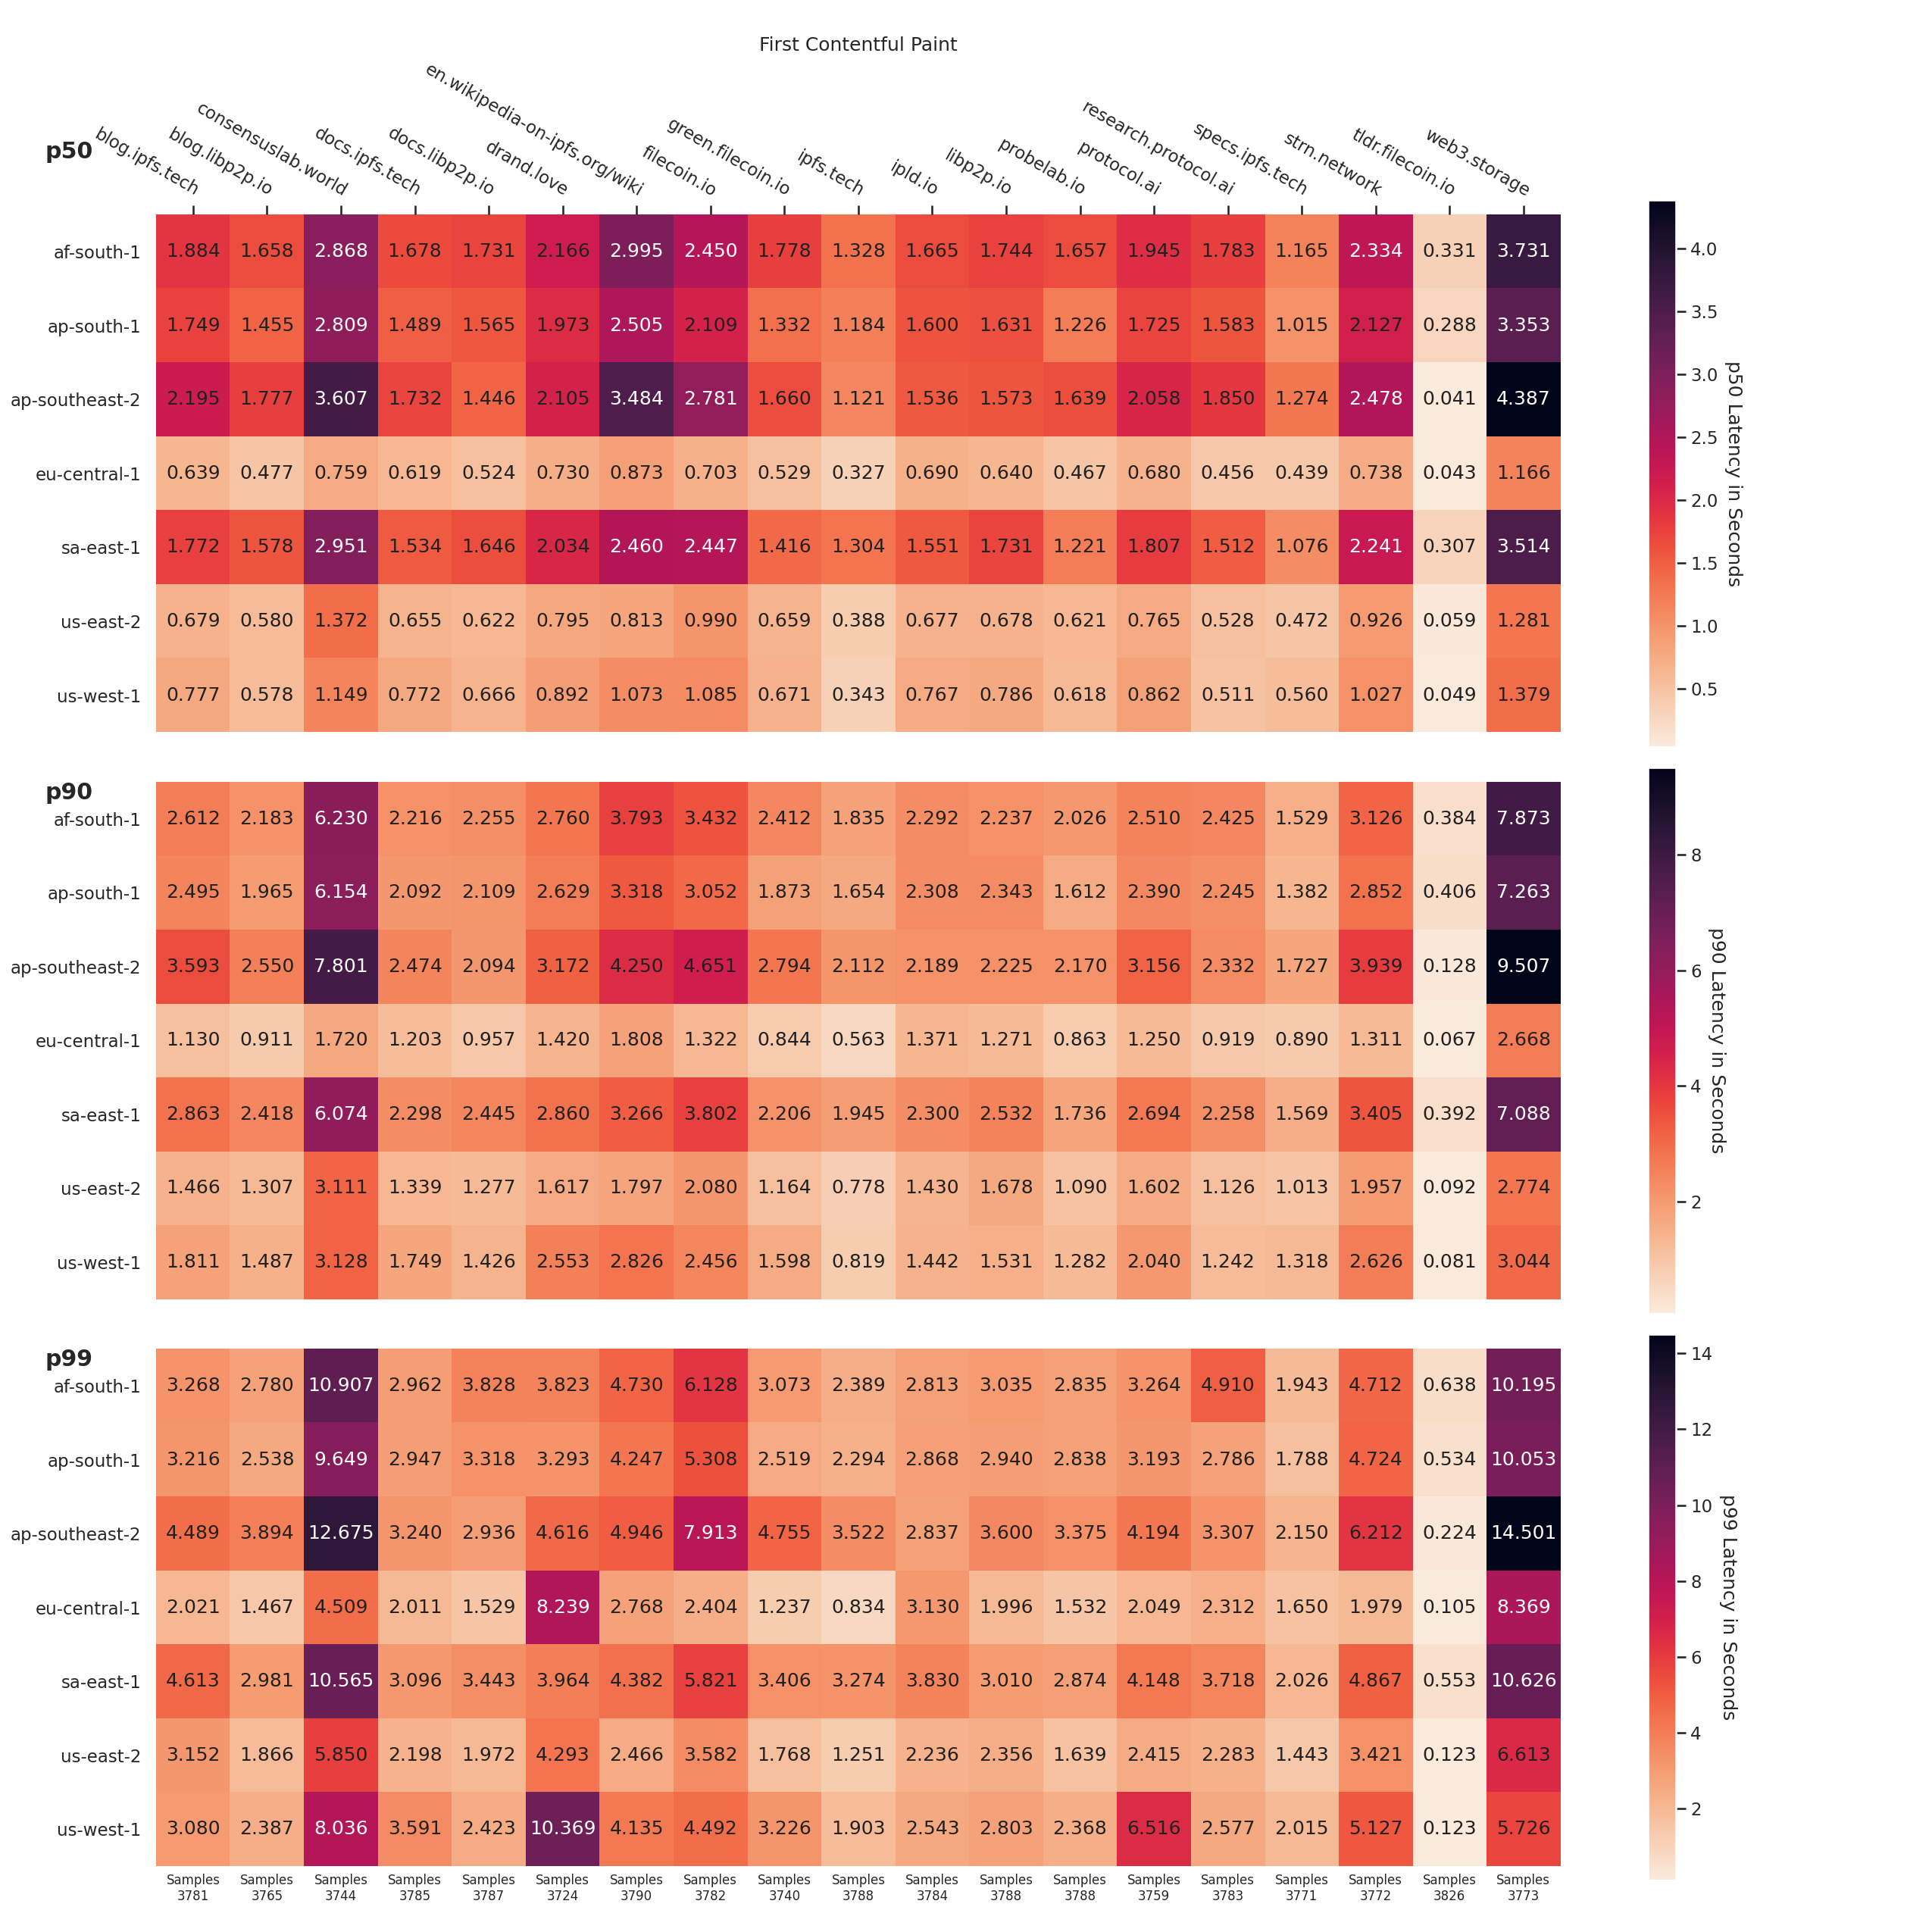 First Contentful Paint
p50
blog.ipfs.tech
blog.libp2p.io
consensuslab.world
docs.ipfs.tech
docs.libp2p.io
drand.love
en.wikipedia-on-ipfs.org/wiki
filecoin.io
green.filecoin.io
ipfs.tech
ipld.io
libp2p.io
probelab.io
protocol.ai
research.protocol.ai
specs.ipfs.tech
strn.network
tldr.filecoin.io
web3.storage
af-south-1 1.884 1.658 2.868 1.678 1.731 2.166 2.995 2.450 1.778 1.328 1.665 1.744 1.657 1.945 1.783 1.165 2.334 0.331 3.731
ap-south-1 1.749 1.455 2.809 1.489 1.565 1.973 2.505 2.109 1.332 1.184 1.600 1.631 1.226 1.725 1.583 1.015 2.127 0.288 3.353
ap-southeast-2 2.195 1.777 3.607 1.732 1.446 2.105 3.484 2.781 1.660 1.121 1.536 1.573 1.639 2.058 1.850 1.274 2.478 0.041 4.387
eu-central-1 0.639 0.477 0.759 0.619 0.524 0.730 0.873 0.703 0.529 0.327 0.690 0.640 0.467 0.680 0.456 0.439 0.738 0.043 1.166
sa-east-1 1.772 1.578 2.951 1.534 1.646 2.034 2.460 2.447 1.416 1.304 1.551 1.731 1.221 1.807 1.512 1.076 2.241 0.307 3.514
us-east-2 0.679 0.580 1.372 0.655 0.622 0.795 0.813 0.990 0.659 0.388 0.677 0.678 0.621 0.765 0.528 0.472 0.926 0.059 1.281
us-west-1 0.777 0.578 1.149 0.772 0.666 0.892 1.073 1.085 0.671 0.343 0.767 0.786 0.618 0.862 0.511 0.560 1.027 0.049 1.379
4.0
3.5
3.0
2.5
2.0
1.5
1.0
0.5
p50 Latency in Seconds
p90
af-south-1 2.612 2.183 6.230 2.216 2.255 2.760 3.793 3.432 2.412 1.835 2.292 2.237 2.026 2.510 2.425 1.529 3.126 0.384 7.873
ap-south-1 2.495 1.965 6.154 2.092 2.109 2.629 3.318 3.052 1.873 1.654 2.308 2.343 1.612 2.390 2.245 1.382 2.852 0.406 7.263
ap-southeast-2 3.593 2.550 7.801 2.474 2.094 3.172 4.250 4.651 2.794 2.112 2.189 2.225 2.170 3.156 2.332 1.727 3.939 0.128 9.507
eu-central-1 1.130 0.911 1.720 1.203 0.957 1.420 1.808 1.322 0.844 0.563 1.371 1.271 0.863 1.250 0.919 0.890 1.311 0.067 2.668
sa-east-1 2.863 2.418 6.074 2.298 2.445 2.860 3.266 3.802 2.206 1.945 2.300 2.532 1.736 2.694 2.258 1.569 3.405 0.392 7.088
us-east-2 1.466 1.307 3.111 1.339 1.277 1.617 1.797 2.080 1.164 0.778 1.430 1.678 1.090 1.602 1.126 1.013 1.957 0.092 2.774
us-west-1 1.811 1.487 3.128 1.749 1.426 2.553 2.826 2.456 1.598 0.819 1.442 1.531 1.282 2.040 1.242 1.318 2.626 0.081 3.044
8
6
4
2
p90 Latency in Seconds
p99
af-south-1 3.268 2.780 10.907 2.962 3.828 3.823 4.730 6.128 3.073 2.389 2.813 3.035 2.835 3.264 4.910 1.943 4.712 0.638 10.195
ap-south-1 3.216 2.538 9.649 2.947 3.318 3.293 4.247 5.308 2.519 2.294 2.868 2.940 2.838 3.193 2.786 1.788 4.724 0.534 10.053
ap-southeast-2 4.489 3.894 12.675 3.240 2.936 4.616 4.946 7.913 4.755 3.522 2.837 3.600 3.375 4.194 3.307 2.150 6.212 0.224 14.501
eu-central-1 2.021 1.467 4.509 2.011 1.529 8.239 2.768 2.404 1.237 0.834 3.130 1.996 1.532 2.049 2.312 1.650 1.979 0.105 8.369
sa-east-1 4.613 2.981 10.565 3.096 3.443 3.964 4.382 5.821 3.406 3.274 3.830 3.010 2.874 4.148 3.718 2.026 4.867 0.553 10.626
us-east-2 3.152 1.866 5.850 2.198 1.972 4.293 2.466 3.582 1.768 1.251 2.236 2.356 1.639 2.415 2.283 1.443 3.421 0.123 6.613
us-west-1 3.080 2.387 8.036 3.591 2.423 10.369 4.135 4.492 3.226 1.903 2.543 2.803 2.368 6.516 2.577 2.015 5.127 0.123 5.726
14
12
10
8
6
4
2
p99 Latency in Seconds
Samples Samples Samples Samples Samples Samples Samples Samples Samples Samples Samples Samples Samples Samples Samples Samples Samples Samples Samples
3781 3765 3744 3785 3787 3724 3790 3782 3740 3788 3784 3788 3788 3759 3783 3771 3772 3826 3773